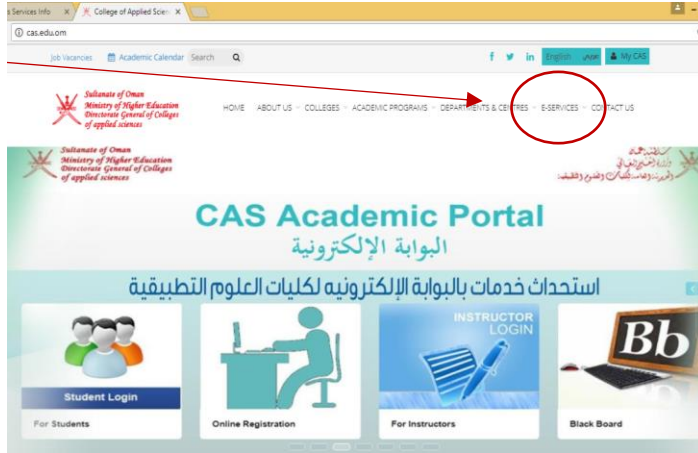 s Services Info
College of Applied Scien
cas.edu.om
Job Vacancies Academic Calendar Search
English عربي My CAS
Sultanate of Oman
Ministry of Higher Education
Directorate General of Colleges
of applied sciences
HOME ABOUT US COLLEGES ACADEMIC PROGRAMS DEPARTMENTS & CENTRES E-SERVICES CONTACT US
Sultanate of Oman
Ministry of Higher Education
Directorate General of Colleges
of applied sciences
CAS Academic Portal
البوابة الإلكترونية
استحداث خدمات بالبوابة الإلكترونيه لكليات العلوم التطبيقية
Student Login
For Students
Online Registration
INSTRUCTOR
LOGIN
For Instructors
Bb
Black Board